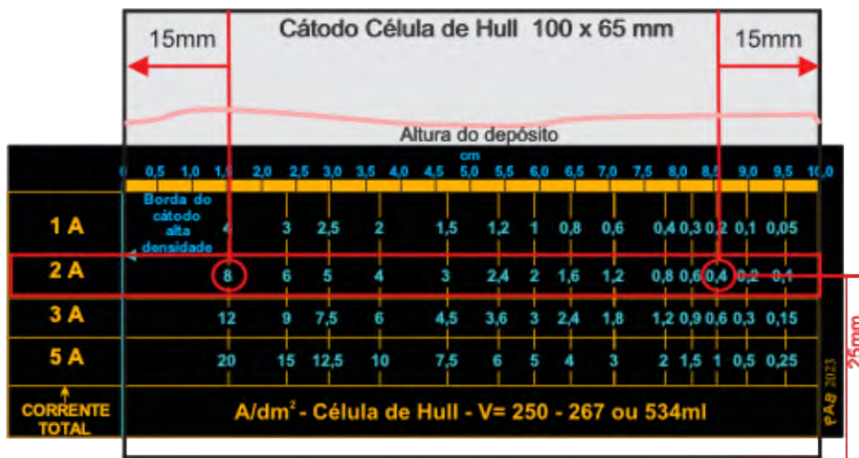 Cátodo Célula de Hull 100 x 65 mm
15mm
15mm
Altura do depósito
cm
0 0,5 1,0 1,5 2,0 2,5 3,0 3,5 4,0 4,5 5,0 5,5 6,0 6,5 7,0 7,5 8,0 8,5 9,0 9,5 10,0
Borda do
cátodo
alta
densidade
1 A 4 3 2,5 2 1,5 1,2 1 0,8 0,6 0,4 0,3 0,2 0,1 0,05
2 A 8 6 5 4 3 2,4 2 1,6 1,2 0,8 0,6 0,4 0,2 0,1
3 A 12 9 7,5 6 4,5 3,6 3 2,4 1,8 1,2 0,9 0,6 0,3 0,15
5 A 20 15 12,5 10 7,5 6 5 4 3 2 1,5 1 0,5 0,25
CORRENTE
TOTAL
A/dm² - Célula de Hull - V= 250 - 267 ou 534ml
25mm
PAB 2023